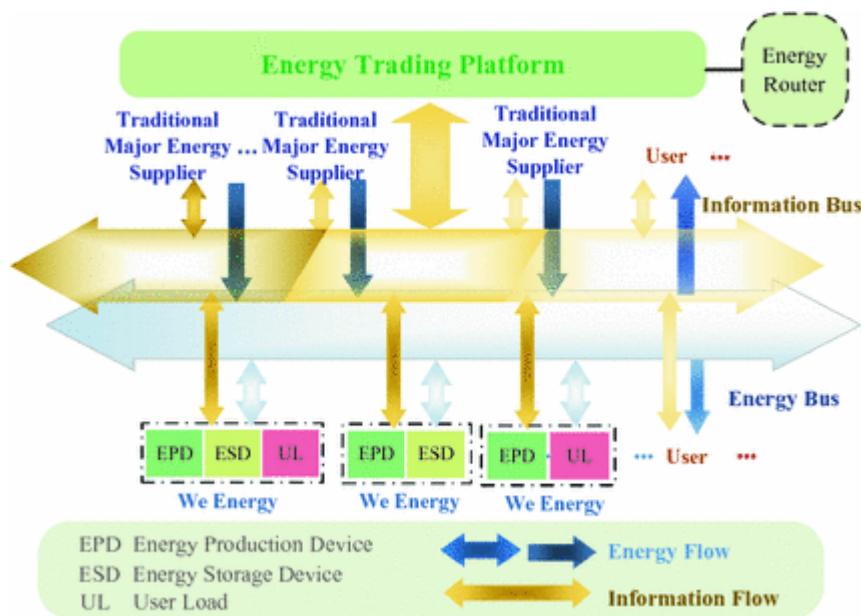 Energy Trading Platform
Energy
Router
Traditional
Major Energy
Supplier
...
Traditional
Major Energy
Supplier
Traditional
Major Energy
Supplier
User ...
Information Bus
Energy Bus
EPD ESD UL
EPD ESD
EPD UL
... User ...
We Energy
We Energy
We Energy
EPD Energy Production Device
ESD Energy Storage Device
UL User Load
Energy Flow
Information Flow